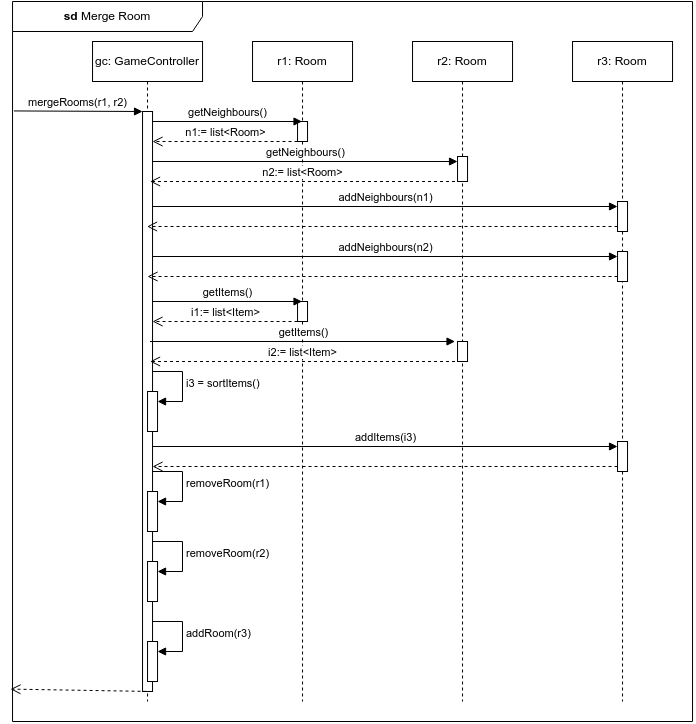 sd Merge Room
gc: GameController
r1: Room
r2: Room
r3: Room
mergeRooms(r1, r2)
getNeighbours()
n1:= list<Room>
getNeighbours()
n2:= list<Room>
addNeighbours(n1)
addNeighbours(n2)
getItems()
i1:= list<Item>
getItems()
i2:= list<Item>
i3 = sortItems()
addItems(i3)
removeRoom(r1)
removeRoom(r2)
addRoom(r3)